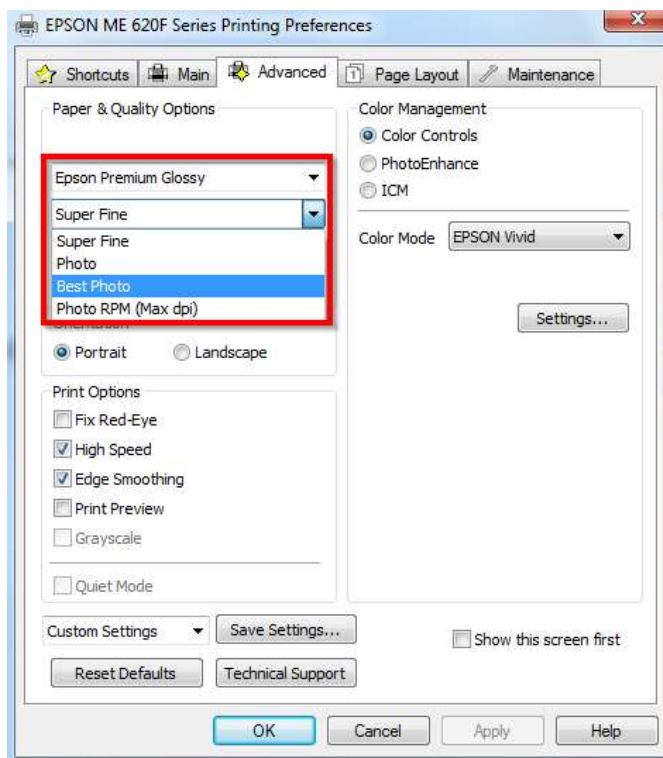 EPSON ME 620F Series Printing Preferences
Shortcuts
Main
Advanced
Page Layout
Maintenance
Paper & Quality Options
Epson Premium Glossy
Super Fine
Super Fine
Photo
Best Photo
Photo RPM (Max dpi)
Orientation
Portrait
Landscape
Print Options
Fix Red-Eye
High Speed
Edge Smoothing
Print Preview
Grayscale
Quiet Mode
Color Management
Color Controls
PhotoEnhance
ICM
Color Mode
EPSON Vivid
Settings...
Custom Settings
Save Settings...
Show this screen first
Reset Defaults
Technical Support
OK
Cancel
Apply
Help